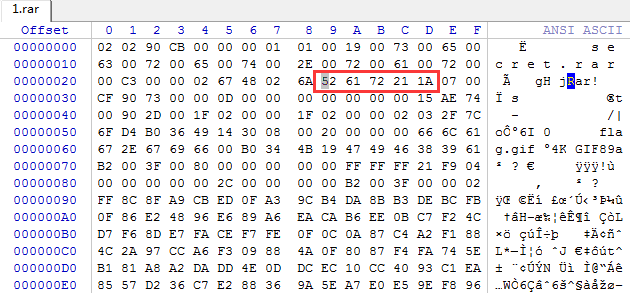 1.rar
Offset 0 1 2 3 4 5 6 7 8 9 A B C D E F ANSI ASCII
00000000 02 02 90 CB 00 00 00 01 01 00 19 00 73 00 65 00 Ë s e
00000010 63 00 72 00 65 00 74 00 2E 00 72 00 61 00 72 00 c r e t . r a r
00000020 00 C3 00 00 02 67 48 02 6A 52 61 72 21 1A 07 00 Ã gH jRar!
00000030 CF 90 73 00 00 0D 00 00 00 00 00 00 00 15 AE 74 Ï s ®t
00000040 00 90 2D 00 1F 02 00 00 1F 02 00 00 02 03 2F 7C - /|
00000050 6F D4 B0 36 49 14 30 08 00 20 00 00 00 66 6C 61 oÔ°6I 0 fla
00000060 67 2E 67 69 66 00 B0 34 4B 19 47 49 46 38 39 61 g.gif °4K GIF89a
00000070 B2 00 3F 00 80 00 00 00 00 00 FF FF FF 21 F9 04 ² ? € ÿÿÿ!ù
00000080 00 00 00 00 00 2C 00 00 00 00 B2 00 3F 00 00 02 , ² ?
00000090 FF 8C 8F A9 CB ED 0F A3 9C B4 DA 8B B3 DE BC FB ÿŒ ©Ëí £œ´Ú‹³Þ¼û
000000A0 0F 86 E2 48 96 E6 89 A6 EA CA B6 EE 0B C7 F2 4C †âH–æ‰¦êÊ¶î ÇòL
000000B0 D7 F6 8D E7 FA CE F7 FE 0F 0C 0A 87 C4 A2 F1 88 ×ö çúÎ÷þ ‡Ä¢ñˆ
000000C0 4C 2A 97 CC A6 F3 09 88 4A 0F 80 87 F4 FA 74 5E L*—Ì¦ó ˆJ €‡ôút^
000000D0 B1 81 A8 A2 DA DD 4E 0D DC EC 10 CC 40 93 C1 EA ± ¨¢ÚÝN Üì Ì@“Áê
000000E0 85 57 D2 36 C7 E2 88 36 9A 5E A7 E0 E5 9E F8 96 …WÒ6Çâˆ6š^§àåžø–